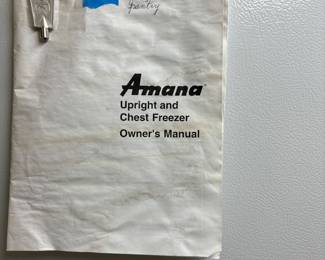 pantry
Amana®
Upright and
Chest Freezer
Owner's Manual